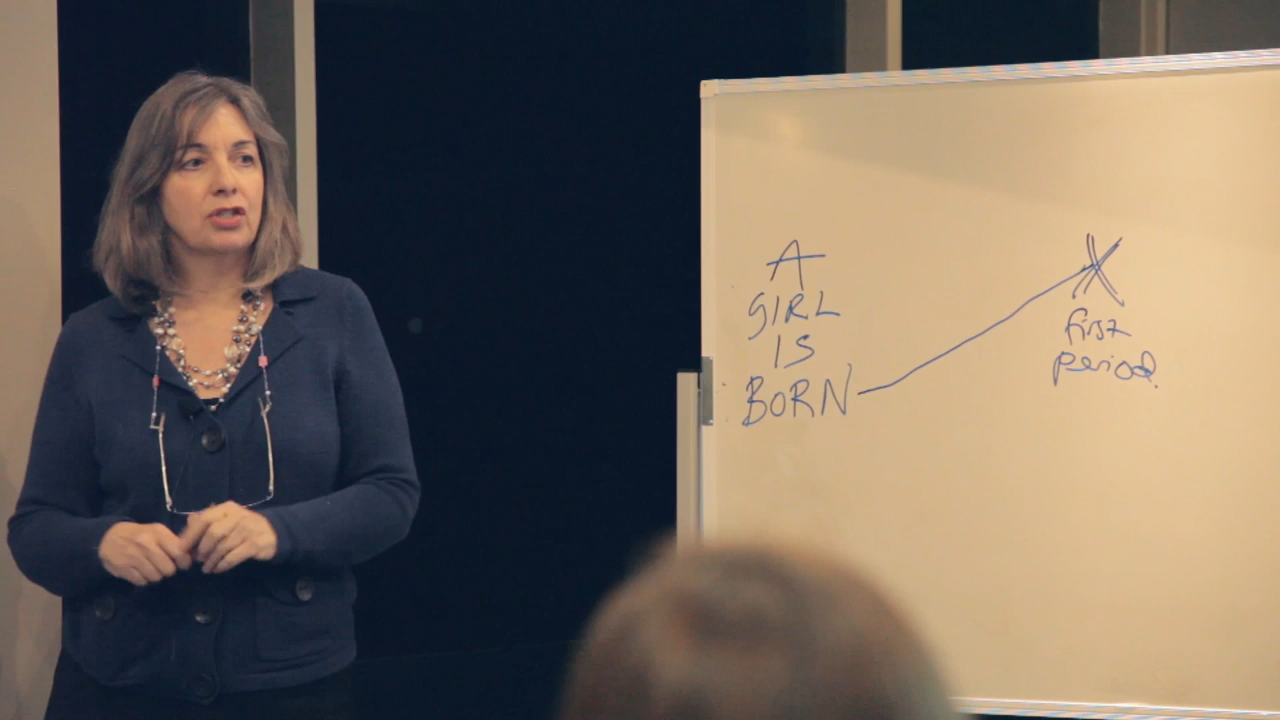 A
GIRL
IS
BORN
first
period.